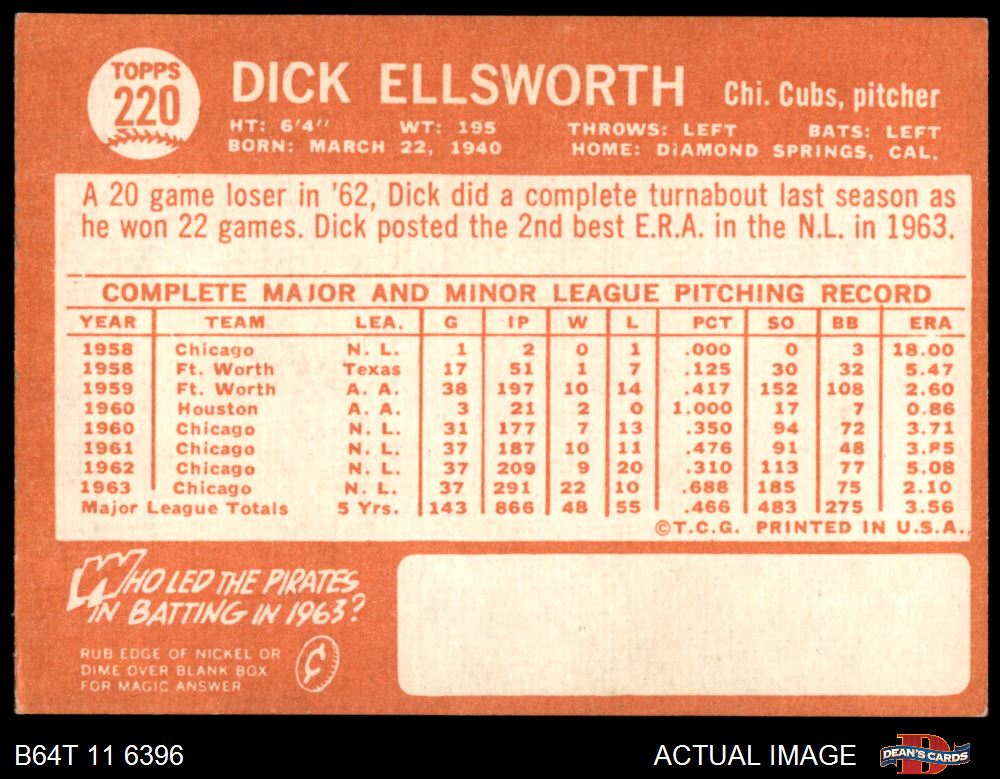 TOPPS
220
DICK ELLSWORTH Chi. Cubs, pitcher
HT: 6'4" WT: 195 THROWS: LEFT BATS: LEFT
BORN: MARCH 22, 1940 HOME: DIAMOND SPRINGS, CAL.
A 20 game loser in '62, Dick did a complete turnabout last season as
he won 22 games. Dick posted the 2nd best E.R.A. in the N.L. in 1963.
COMPLETE MAJOR AND MINOR LEAGUE PITCHING RECORD
YEAR TEAM LEA. G IP W L PCT SO BB ERA
1958 Chicago N. L. 1 2 0 1 .000 0 3 18.00
1958 Ft. Worth Texas 17 51 1 7 .125 30 32 5.47
1959 Ft. Worth A. A. 38 197 10 14 .417 152 108 2.60
1960 Houston A. A. 3 21 2 0 1.000 17 7 0.86
1960 Chicago N. L. 31 177 7 13 .350 94 72 3.71
1961 Chicago N. L. 37 187 10 11 .476 91 48 3.85
1962 Chicago N. L. 37 209 9 20 .310 113 77 5.08
1963 Chicago N. L. 37 291 22 10 .688 185 75 2.10
Major League Totals 5 Yrs. 143 866 48 55 .466 483 275 3.56
©T.C.G. PRINTED IN U.S.A.
WHO LED THE PIRATES
IN BATTING IN 1963?
RUB EDGE OF NICKEL OR
DIME OVER BLANK BOX
FOR MAGIC ANSWER
¢
B64T 11 6396 ACTUAL IMAGE
DEAN'S CARDS